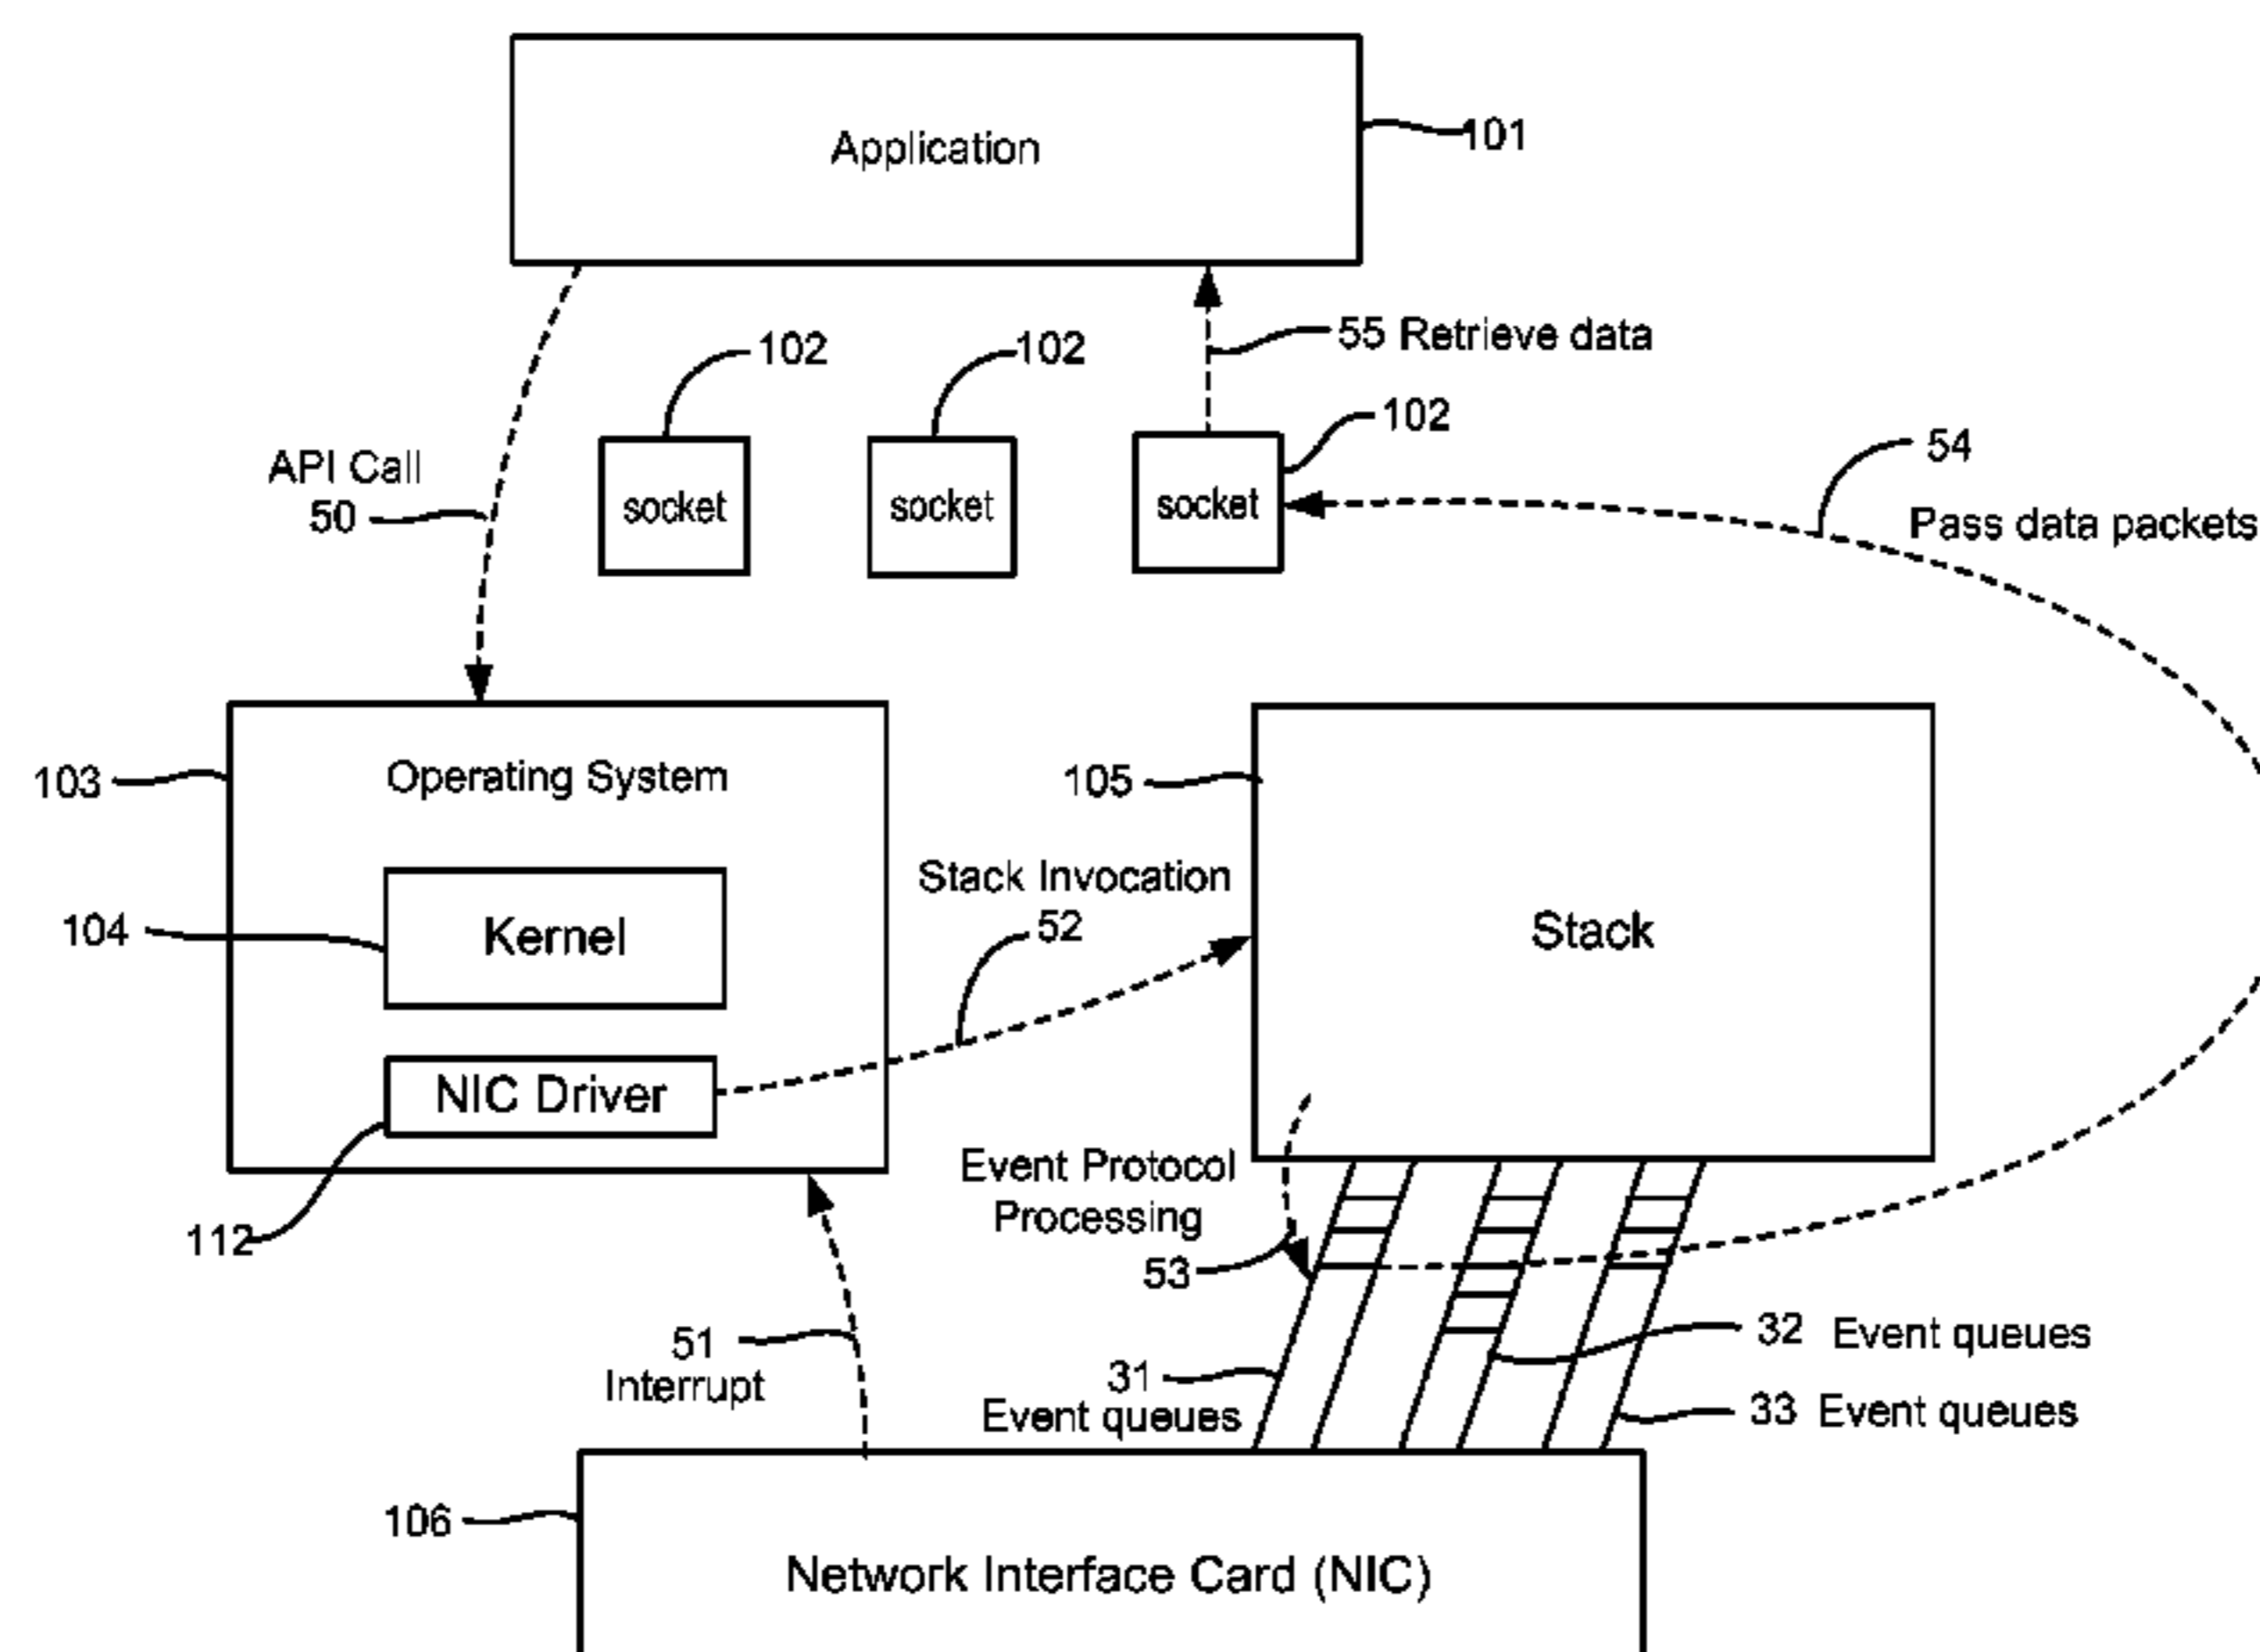 Application
101
55 Retrieve data
102
102
102
54
API Call
50
socket
socket
socket
Pass data packets
103
Operating System
105
Stack Invocation
52
104
Kernel
Stack
NIC Driver
Event Protocol
Processing
53
112
51
Interrupt
32 Event queues
31
Event queues
33 Event queues
106
Network Interface Card (NIC)